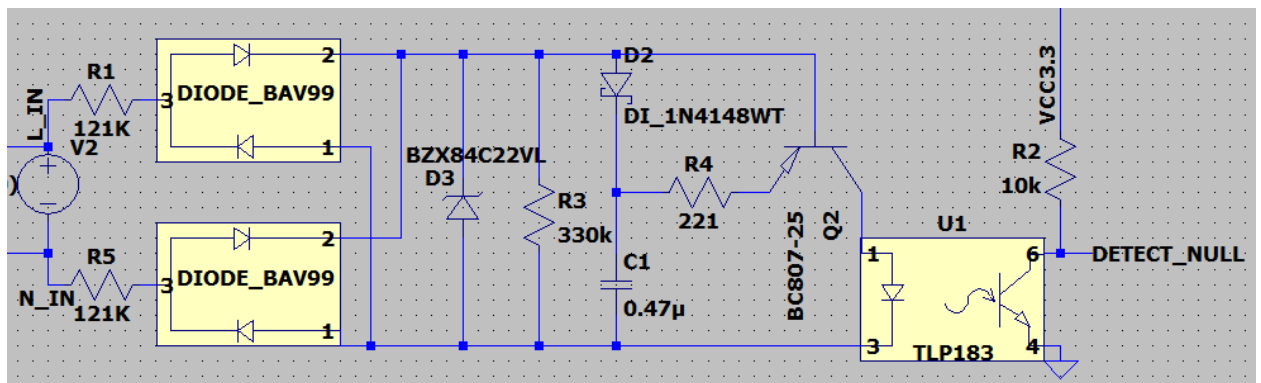 L_IN
R1
121K
3
DIODE_BAV99
2
1
V2
+
)
N_IN
R5
121K
3
DIODE_BAV99
2
1
BZX84C22VL
D3
R3
330k
D2
DI_1N4148WT
R4
221
C1
0.47µ
BC807-25
Q2
VCC3.3
R2
10k
U1
1
3
6
4
TLP183
DETECT_NULL